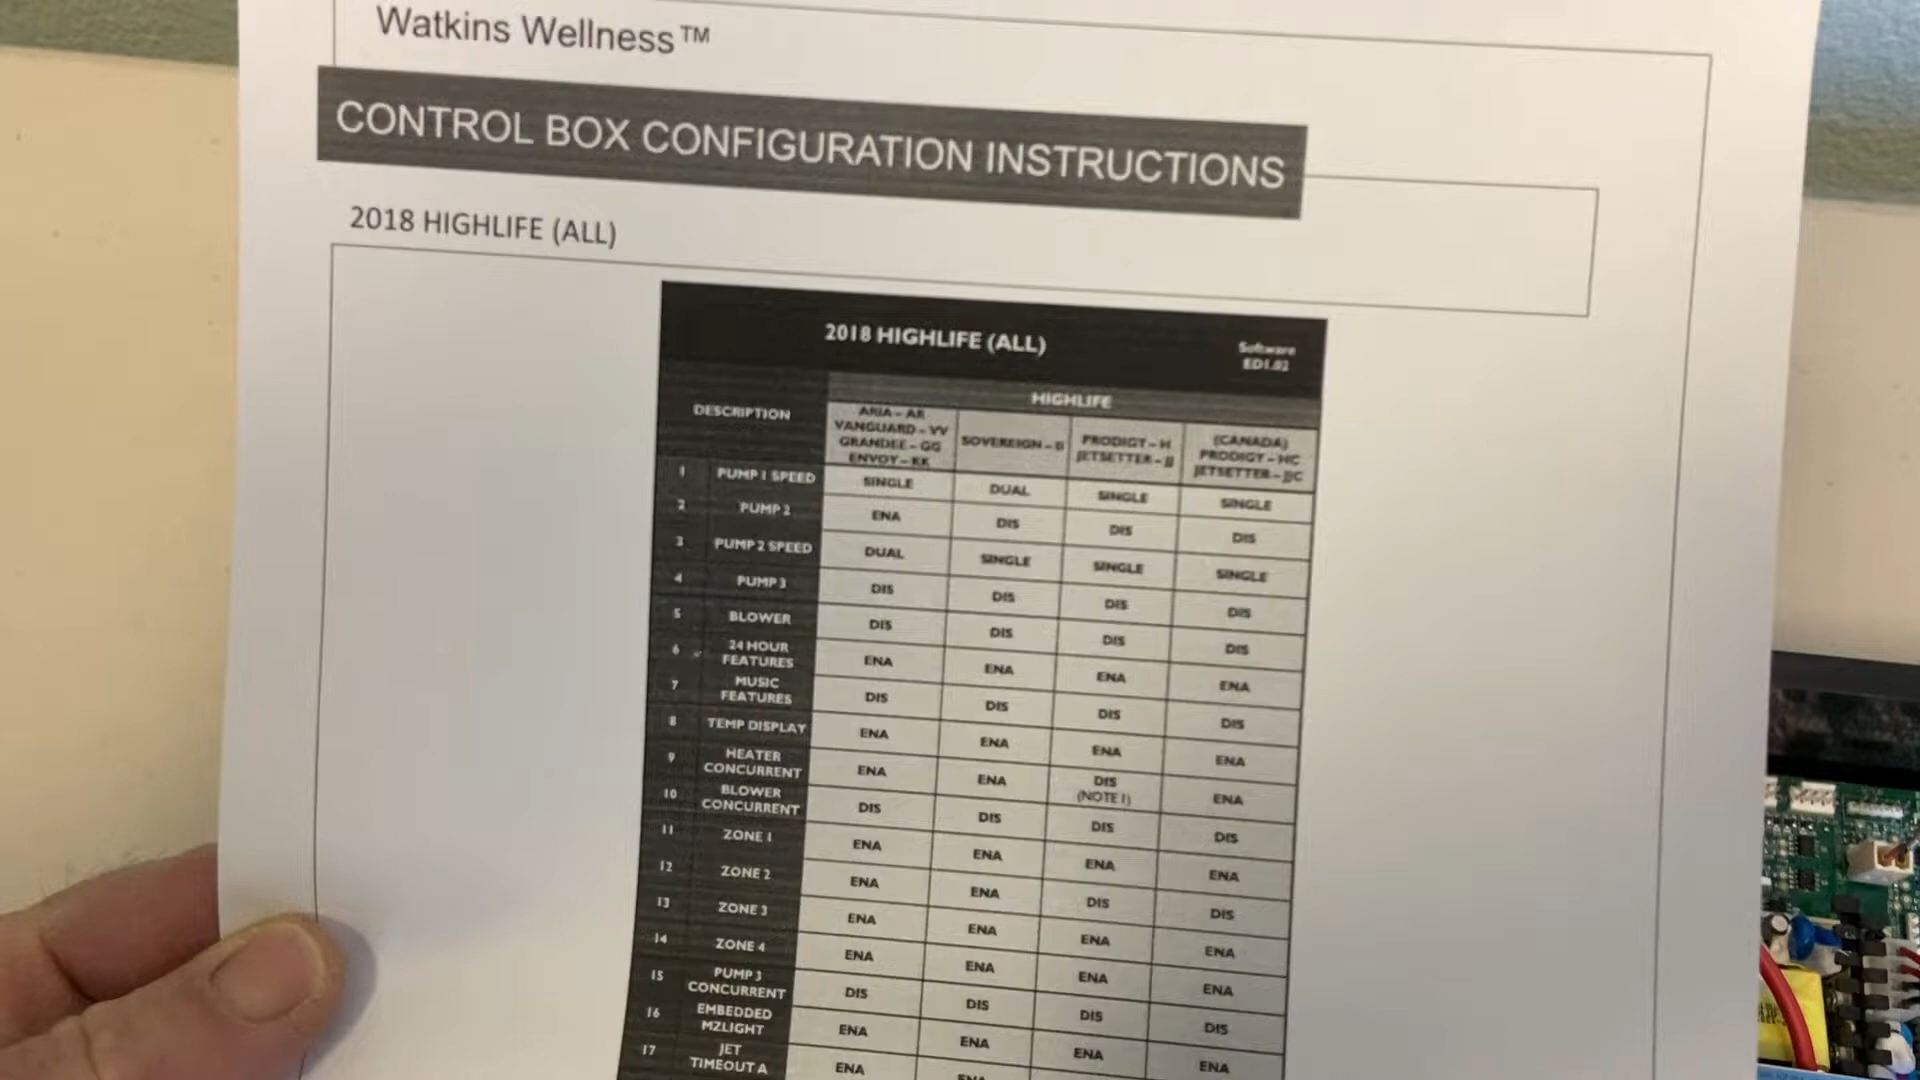 Watkins Wellness™
CONTROL BOX CONFIGURATION INSTRUCTIONS
2018 HIGHLIFE (ALL)
2018 HIGHLIFE (ALL)
Software
ED1.02
HIGHLIFE
DESCRIPTION
ARIA – AR
VANGUARD – VV
GRANDEE – GG
ENVOY – KK
SOVEREIGN – II
PRODIGY – H
JETSETTER – JJ
(CANADA)
PRODIGY – HC
JETSETTER – JJC
1 PUMP 1 SPEED SINGLE DUAL SINGLE SINGLE
2 PUMP 2 ENA DIS DIS DIS
3 PUMP 2 SPEED DUAL SINGLE SINGLE SINGLE
4 PUMP 3 DIS DIS DIS DIS
5 BLOWER DIS DIS DIS DIS
6 24 HOUR
FEATURES ENA ENA ENA ENA
7 MUSIC
FEATURES DIS DIS DIS DIS
8 TEMP DISPLAY ENA ENA ENA ENA
9 HEATER
CONCURRENT ENA ENA DIS
(NOTE 1) ENA
10 BLOWER
CONCURRENT DIS DIS DIS DIS
11 ZONE 1 ENA ENA ENA ENA
12 ZONE 2 ENA ENA DIS DIS
13 ZONE 3 ENA ENA ENA ENA
14 ZONE 4 ENA ENA ENA ENA
15 PUMP 3
CONCURRENT DIS DIS DIS DIS
16 EMBEDDED
MZLIGHT ENA ENA ENA ENA
17 JET
TIMEOUT A ENA ENA